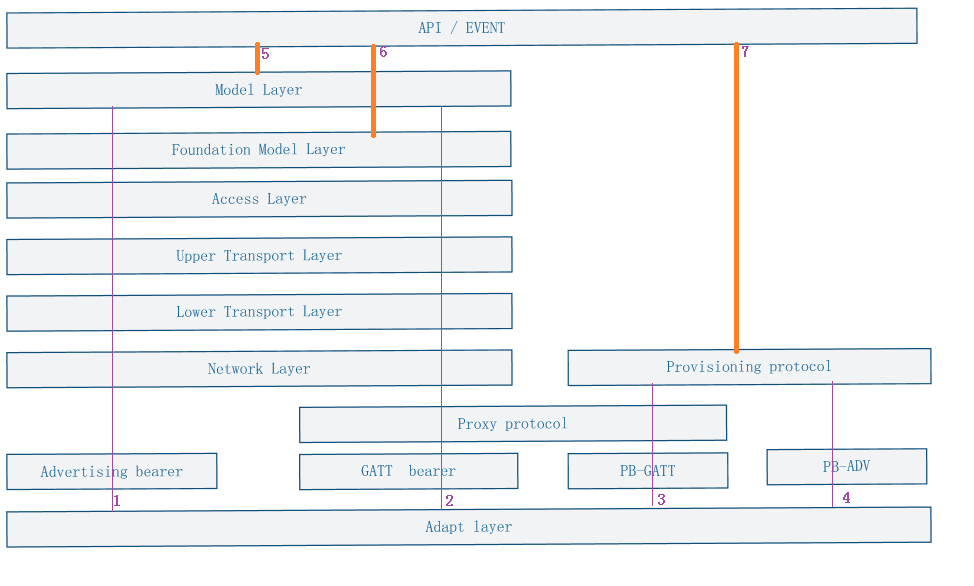 API / EVENT
5
6
7
Model Layer
Foundation Model Layer
Access Layer
Upper Transport Layer
Lower Transport Layer
Network Layer
Provisioning protocol
Proxy protocol
Advertising bearer
GATT bearer
PB-GATT
PB-ADV
1
2
3
4
Adapt layer